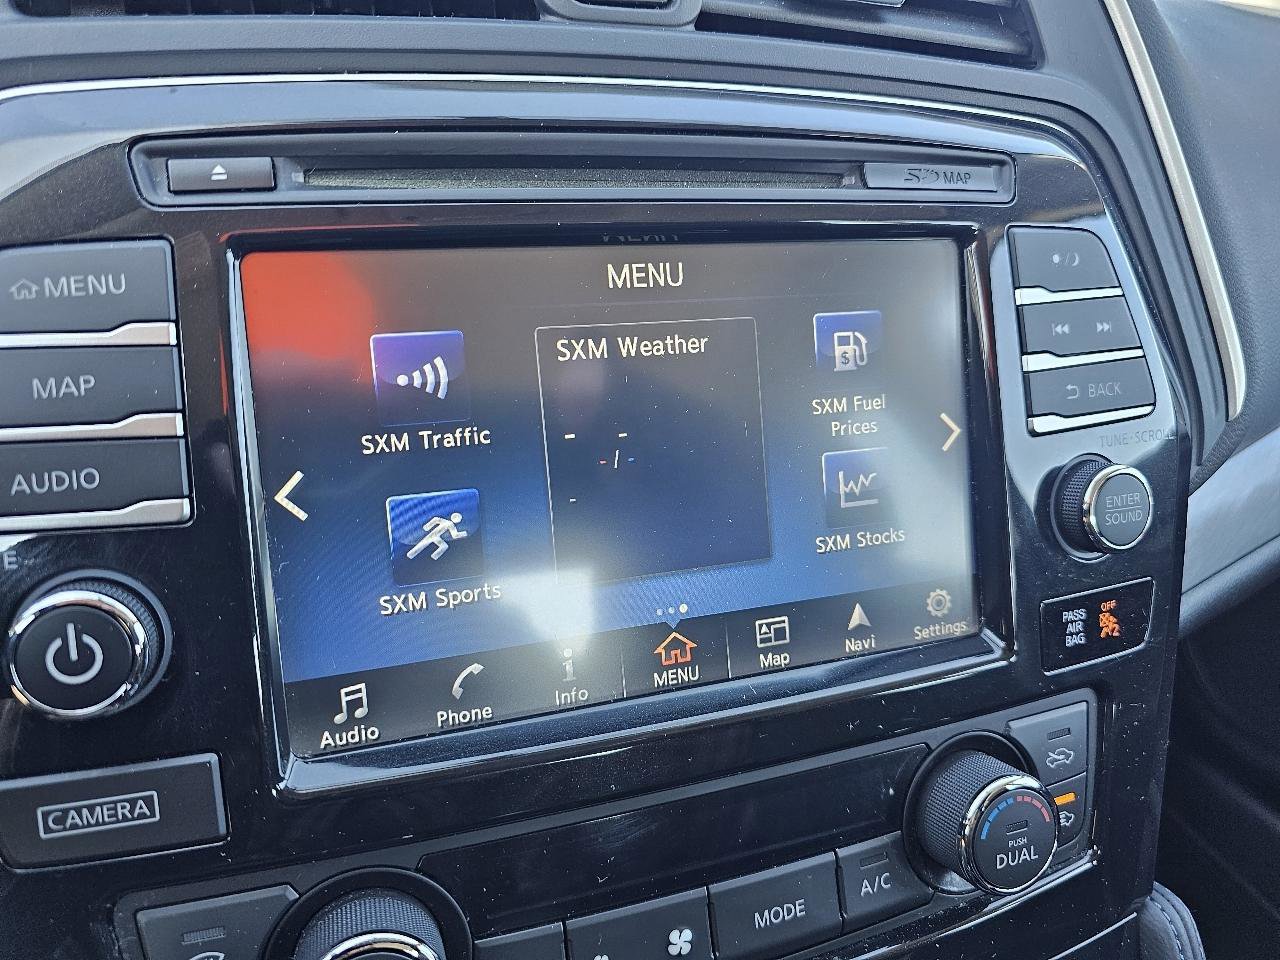 MAP
MENU
MAP
AUDIO
CAMERA
MENU
SXM Traffic
SXM Sports
SXM Weather
- -
- / -
-
SXM Fuel
Prices
SXM Stocks
Audio
Phone
Info
MENU
Map
Navi
Settings
BACK
TUNE·SCROLL
ENTER
SOUND
PASS
AIR
BAG
OFF
PUSH
DUAL
A/C
MODE